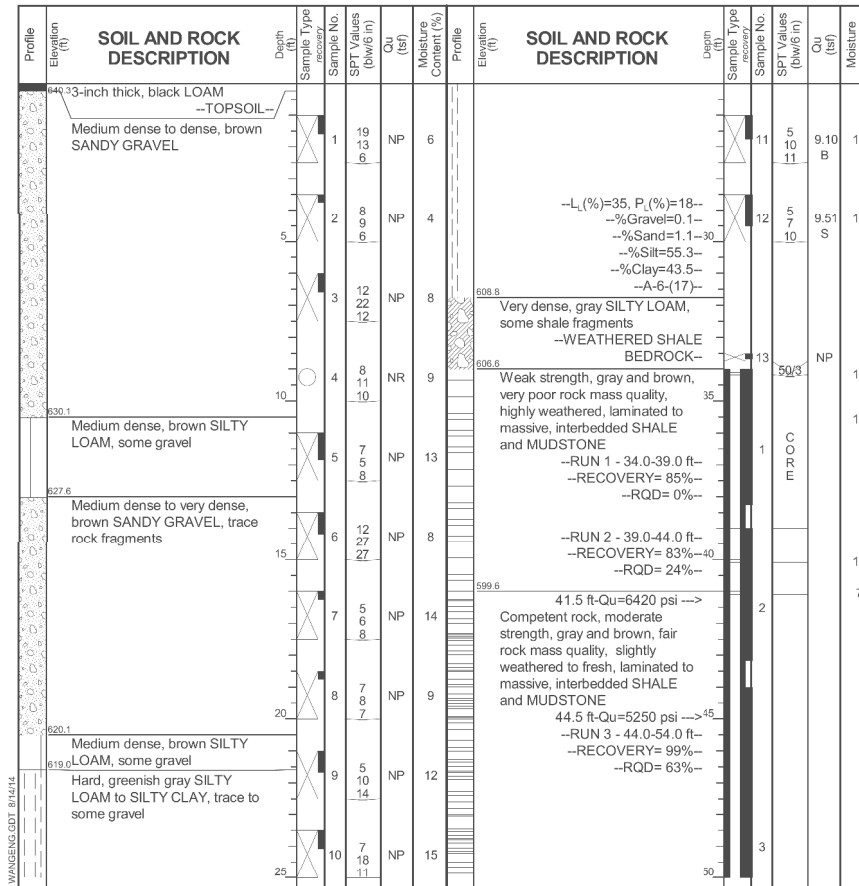 Profile
Elevation (ft)
SOIL AND ROCK
DESCRIPTION
Depth (ft)
Sample Type
recovery
Sample No.
SPT Values (blw/6 in)
Qu (tsf)
Moisture Content (%)
640.3 3-inch thick, black LOAM
--TOPSOIL--
Medium dense to dense, brown
SANDY GRAVEL
1 19 13 6 NP 6
2 8 9 6 NP 4
5
3 12 22 12 NP 8
4 8 11 10 NR 9
10
630.1
Medium dense, brown SILTY
LOAM, some gravel
5 7 5 8 NP 13
627.6
Medium dense to very dense,
brown SANDY GRAVEL, trace
rock fragments
6 12 27 27 NP 8
15
7 5 6 8 NP 14
8 7 8 7 NP 9
20
620.1
Medium dense, brown SILTY
619.0 LOAM, some gravel
Hard, greenish gray SILTY
LOAM to SILTY CLAY, trace to
some gravel
9 5 10 14 NP 12
10 7 18 11 NP 15
25
WANGENG.GDT 8/14/14
Profile
Elevation (ft)
SOIL AND ROCK
DESCRIPTION
Depth (ft)
Sample Type
recovery
Sample No.
SPT Values (blw/6 in)
Qu (tsf)
Moisture
11 5 10 11 9.10 B 1
--LL(%)=35, PL(%)=18--
12 5 7 10 9.51 S 1
--%Gravel=0.1--
--%Sand=1.1--30
--%Silt=55.3--
--%Clay=43.5--
--A-6-(17)--
608.8
Very dense, gray SILTY LOAM,
some shale fragments
--WEATHERED SHALE
BEDROCK--
13 50/3 NP
606.6
Weak strength, gray and brown,
very poor rock mass quality,
highly weathered, laminated to
massive, interbedded SHALE
and MUDSTONE
35
1
1
1 CORE
--RUN 1 - 34.0-39.0 ft--
--RECOVERY= 85%--
--RQD= 0%--
--RUN 2 - 39.0-44.0 ft--
--RECOVERY= 83%--40
--RQD= 24%--
1
599.6
7
41.5 ft-Qu=6420 psi --->
2
Competent rock, moderate
strength, gray and brown, fair
rock mass quality, slightly
weathered to fresh, laminated to
massive, interbedded SHALE
and MUDSTONE
44.5 ft-Qu=5250 psi --->45
--RUN 3 - 44.0-54.0 ft--
--RECOVERY= 99%--
--RQD= 63%--
3
50